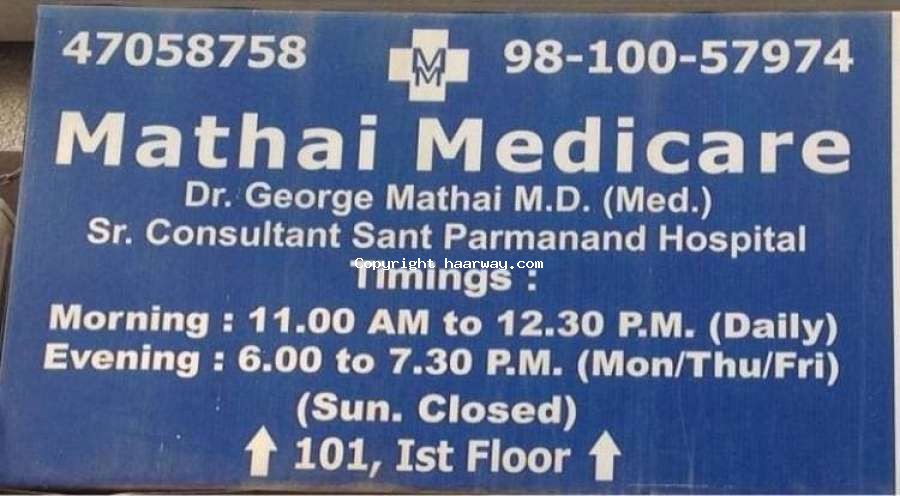 47058758 MM 98-100-57974
Mathai Medicare
Dr. George Mathai M.D. (Med.)
Sr. Consultant Sant Parmanand Hospital
Copyright haarway.com
Timings :
Morning : 11.00 AM to 12.30 P.M. (Daily)
Evening : 6.00 to 7.30 P.M. (Mon/Thu/Fri)
(Sun. Closed)
↑ 101, Ist Floor ↑